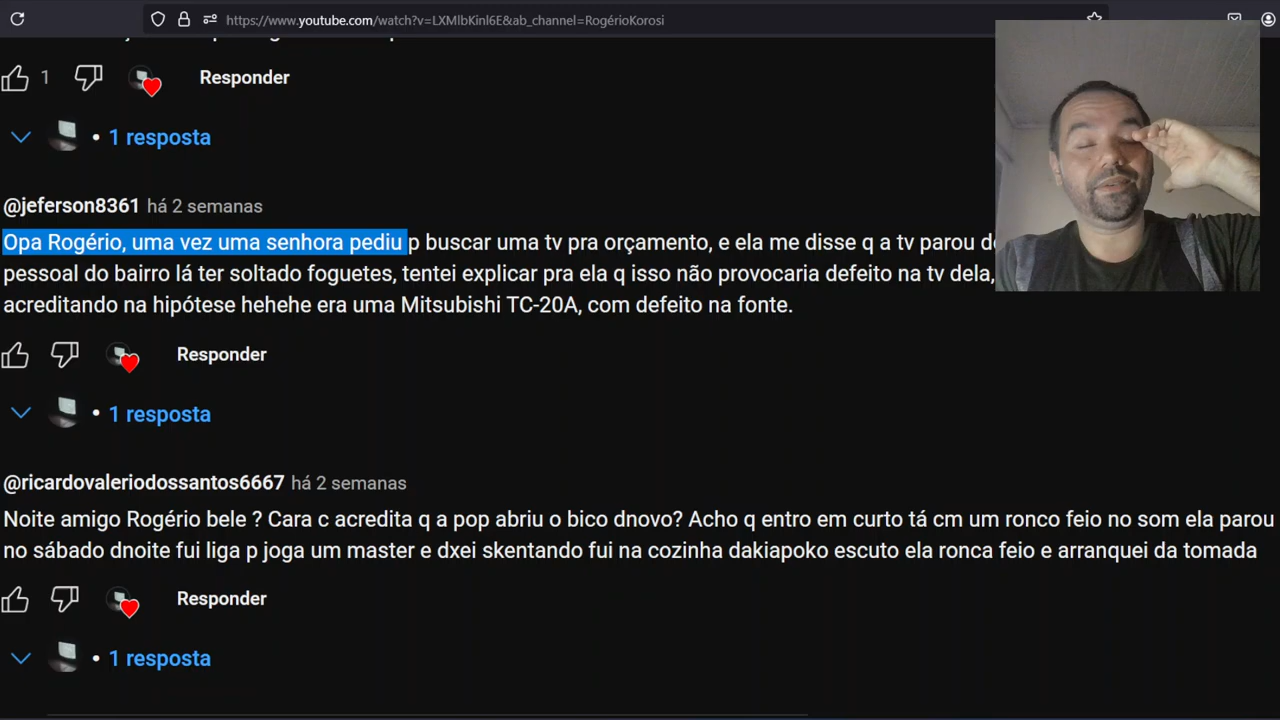 https://www.youtube.com/watch?v=LXMlbKinl6E&ab_channel=RogérioKorosi
1 Responder
1 resposta
@jeferson8361 há 2 semanas
Opa Rogério, uma vez uma senhora pediu p buscar uma tv pra orçamento, e ela me disse q a tv parou
pessoal do bairro lá ter soltado foguetes, tentei explicar pra ela q isso não provocaria defeito na tv dela,
acreditando na hipótese hehehe era uma Mitsubishi TC-20A, com defeito na fonte.
Responder
1 resposta
@ricardovaleriodossantos6667 há 2 semanas
Noite amigo Rogério bele ? Cara c acredita q a pop abriu o bico dnovo? Acho q entro em curto tá cm um ronco feio no som ela parou
no sábado dnoite fui liga p joga um master e dxei skentando fui na cozinha dakiapoko escuto ela ronca feio e arranquei da tomada
Responder
1 resposta